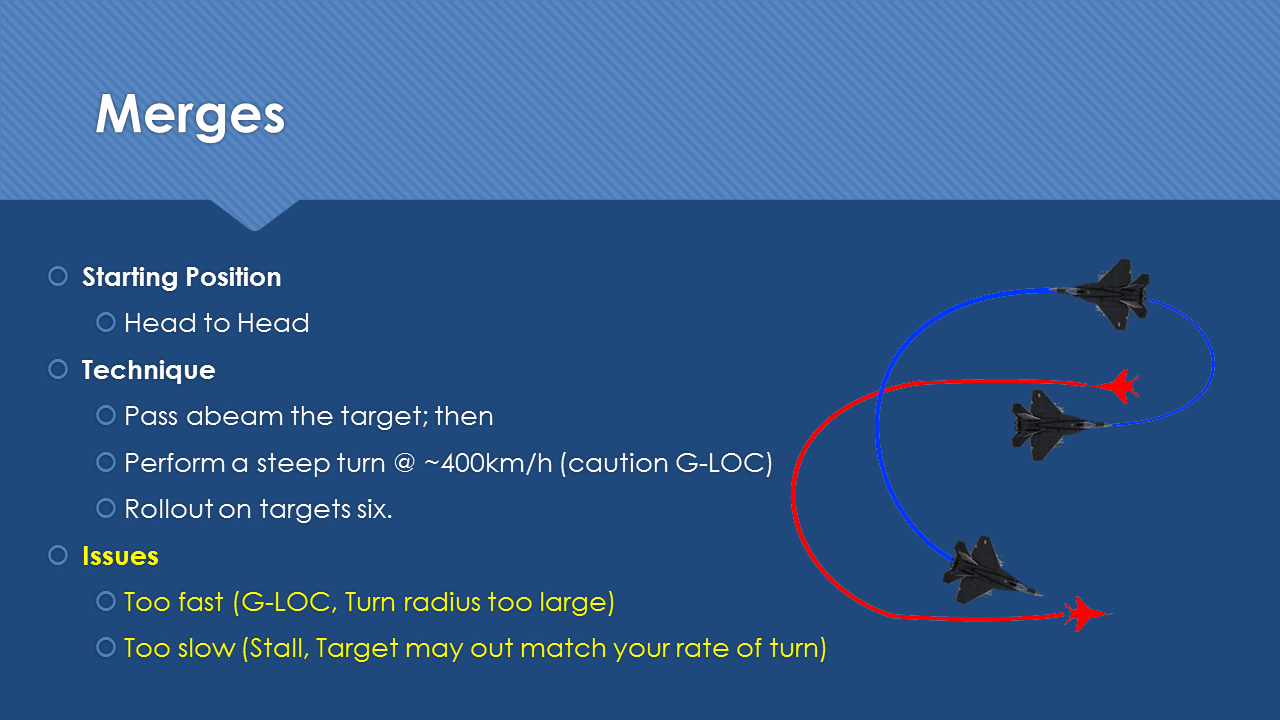 Merges
Starting Position
Head to Head
Technique
Pass abeam the target; then
Perform a steep turn @ ~400km/h (caution G-LOC)
Rollout on targets six.
Issues
Too fast (G-LOC, Turn radius too large)
Too slow (Stall, Target may out match your rate of turn)